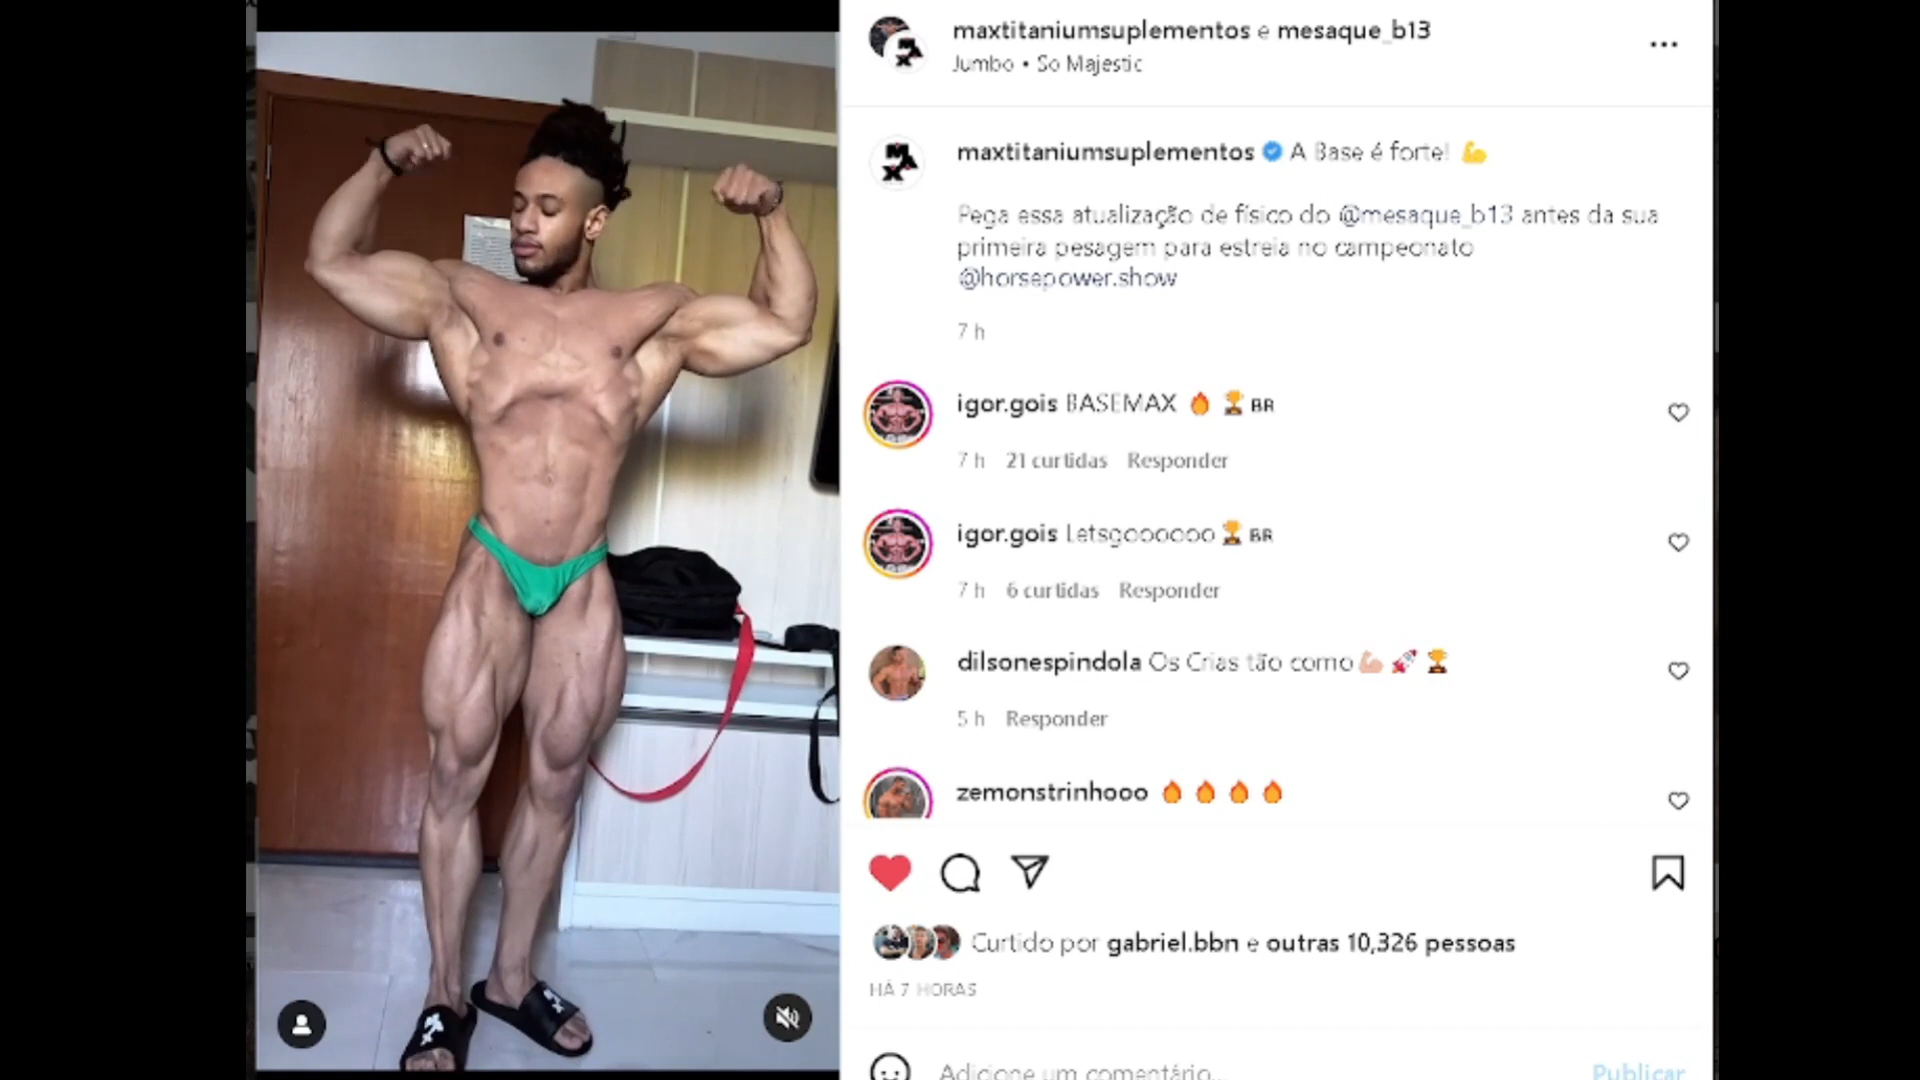 maxtitaniumsuplementos e mesaque_b13
Jumbo • So Majestic
maxtitaniumsuplementos A Base é forte! 💪
Pega essa atualização de físico do @mesaque_b13 antes da sua
primeira pesagem para estreia no campeonato
@horsepower.show
7 h
igor.gois BASEMAX 🔥 🏆 BR
7 h 21 curtidas Responder
igor.gois Letsgoooooo 🏆 BR
7 h 6 curtidas Responder
dilsonespindola Os Crias tão como 💪🏼 🚀 🏆
5 h Responder
zemonstrinhooo 🔥 🔥 🔥 🔥
Curtido por gabriel.bbn e outras 10,326 pessoas
HÁ 7 HORAS
Adicione um comentário...
Publicar